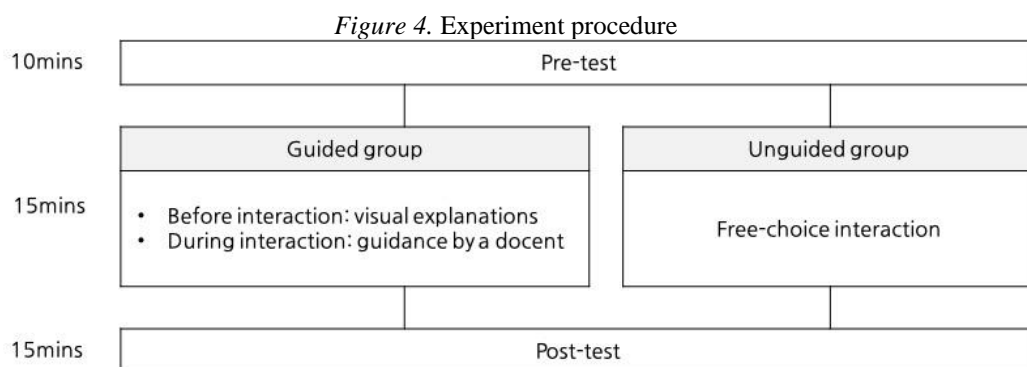 Figure 4. Experiment procedure
10mins
Pre-test
Guided group
Unguided group
15mins
• Before interaction: visual explanations
• During interaction: guidance by a docent
Free-choice interaction
15mins
Post-test